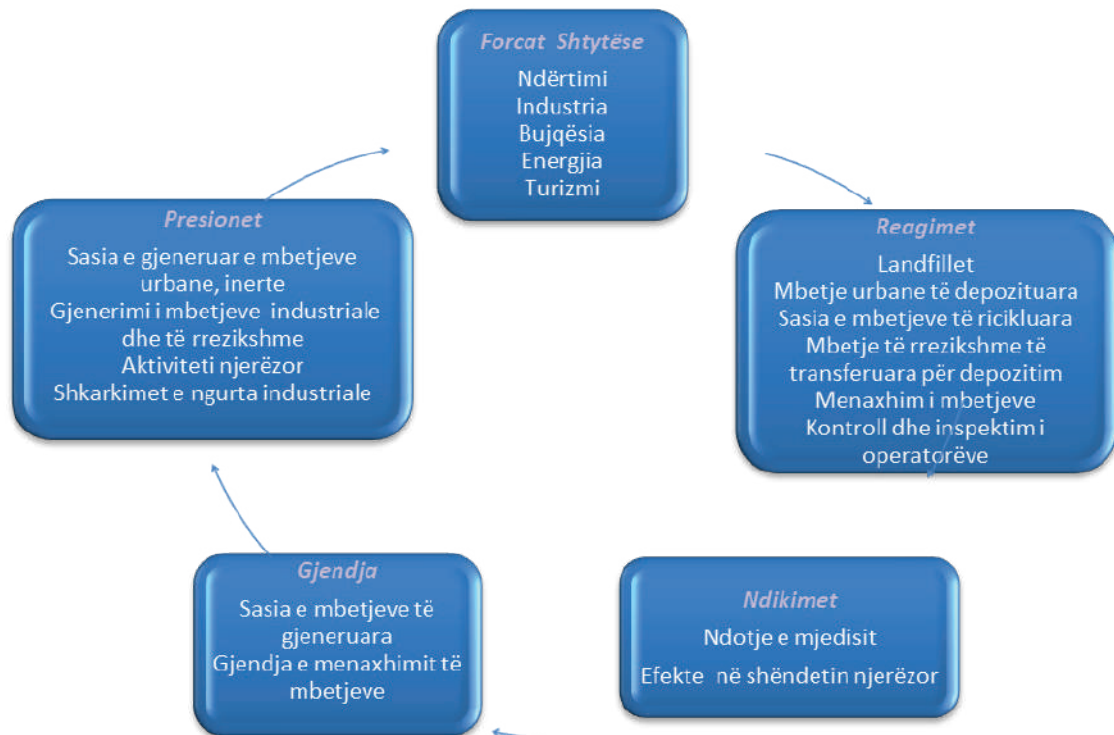 Forcat Shtytëse
Ndërtimi
Industria
Bujqësia
Energjia
Turizmi
Presionet
Sasia e gjeneruar e mbetjeve
urbane, inerte
Gjenerimi i mbetjeve industriale
dhe të rrezikshme
Aktiviteti njerëzor
Shkarkimet e ngurta industriale
Reagimet
Landfillet
Mbetje urbane të depozituara
Sasia e mbetjeve të ricikluara
Mbetje të rrezikshme të
transferuara për depozitim
Menaxhim i mbetjeve
Kontroll dhe inspektim i
operatorëve
Gjendja
Sasia e mbetjeve të
gjeneruara
Gjendja e menaxhimit të
mbetjeve
Ndikimet
Ndotje e mjedisit
Efekte në shëndetin njerëzor